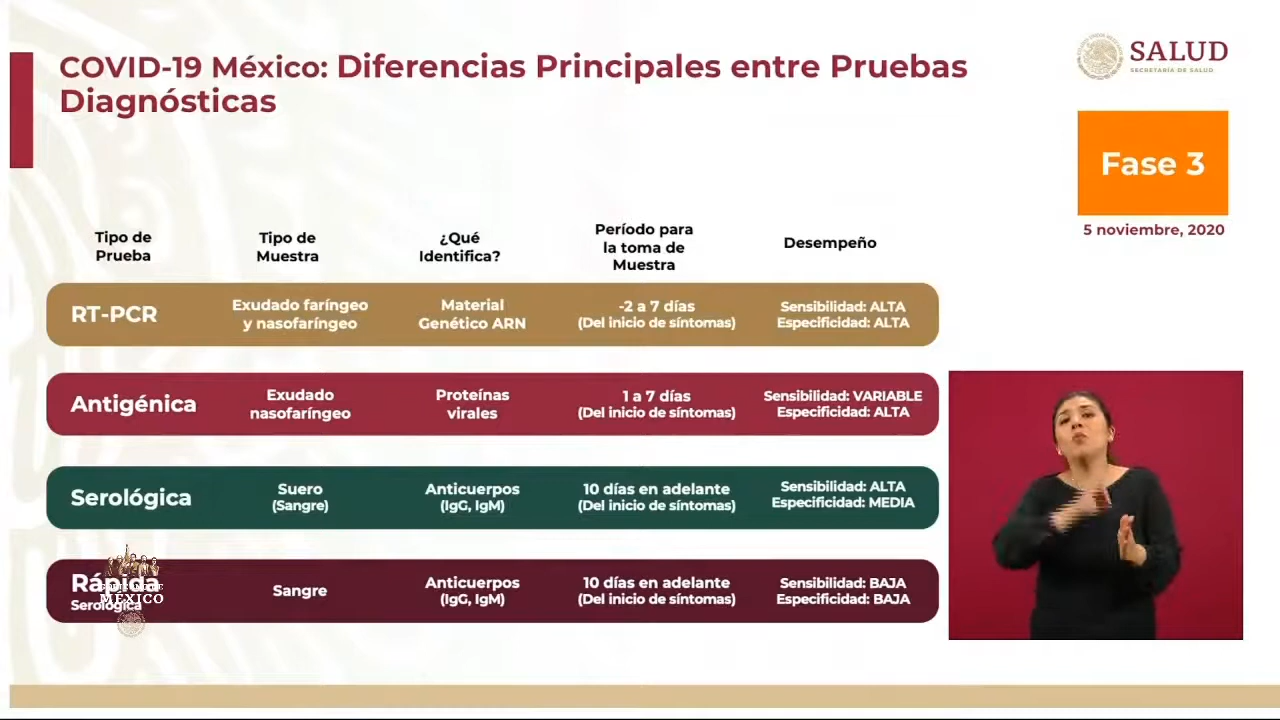 COVID-19 México: Diferencias Principales entre Pruebas
Diagnósticas
SALUD
SECRETARÍA DE SALUD
Fase 3
5 noviembre, 2020
Tipo de
Prueba
Tipo de
Muestra
¿Qué
Identifica?
Período para
la toma de
Muestra
Desempeño
RT-PCR
Exudado faríngeo
y nasofaríngeo
Material
Genético ARN
-2 a 7 días
(Del inicio de síntomas)
Sensibilidad: ALTA
Especificidad: ALTA
Antigénica
Exudado
nasofaríngeo
Proteínas
virales
1 a 7 días
(Del inicio de síntomas)
Sensibilidad: VARIABLE
Especificidad: ALTA
Serológica
Suero
(Sangre)
Anticuerpos
(IgG, IgM)
10 días en adelante
(Del inicio de síntomas)
Sensibilidad: ALTA
Especificidad: MEDIA
Rápida
Serológica
MÉXICO
Sangre
Anticuerpos
(IgG, IgM)
10 días en adelante
(Del inicio de síntomas)
Sensibilidad: BAJA
Especificidad: BAJA